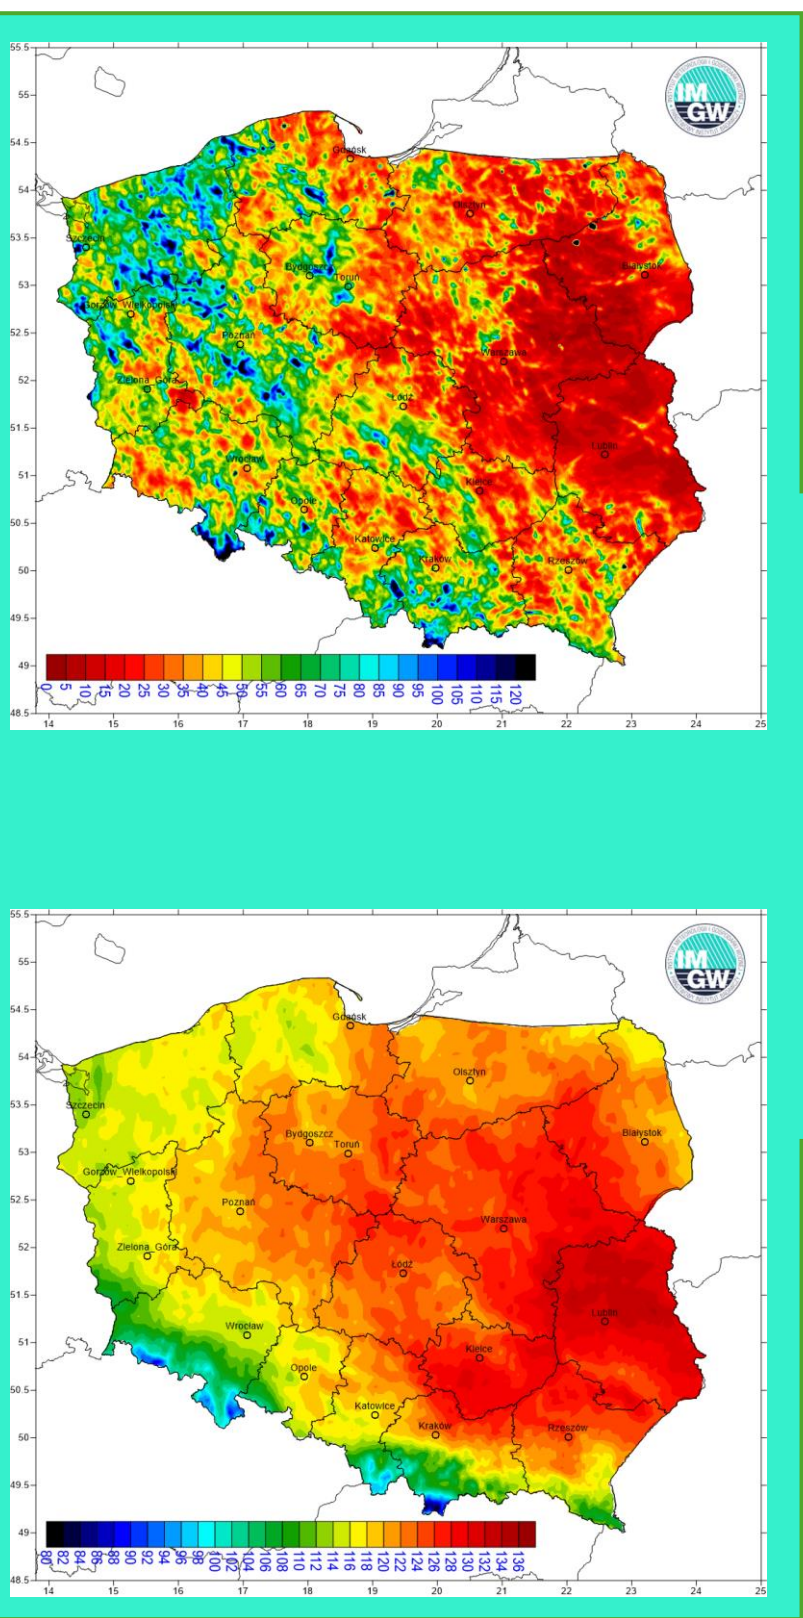 55.5
55
54.5
54
53.5
53
52.5
52
51.5
51
50.5
50
49.5
49
48.5
IM
GW
Gdańsk
Olsztyn
Szczecin
Bydgoszcz
Toruń
Białystok
Gorzów_Wielkopolski
Poznań
Warszawa
Zielona_Góra
Łódź
Wrocław
Lublin
Opole
Kielce
Katowice
Kraków
Rzeszów
0 5 10 15 20 25 30 35 40 45 50 55 60 65 70 75 80 85 90 95 100 105 110 115 120
14 15 16 17 18 19 20 21 22 23 24 25
55.5
55
54.5
54
53.5
53
52.5
52
51.5
51
50.5
50
49.5
49
48.5
IM
GW
Gdańsk
Olsztyn
Szczecin
Bydgoszcz
Toruń
Białystok
Gorzów_Wielkopolski
Poznań
Warszawa
Zielona_Góra
Łódź
Wrocław
Lublin
Opole
Kielce
Katowice
Kraków
Rzeszów
80 82 84 86 88 90 92 94 96 98 100 102 104 106 108 110 112 114 116 118 120 122 124 126 128 130 132 134 136
14 15 16 17 18 19 20 21 22 23 24 25